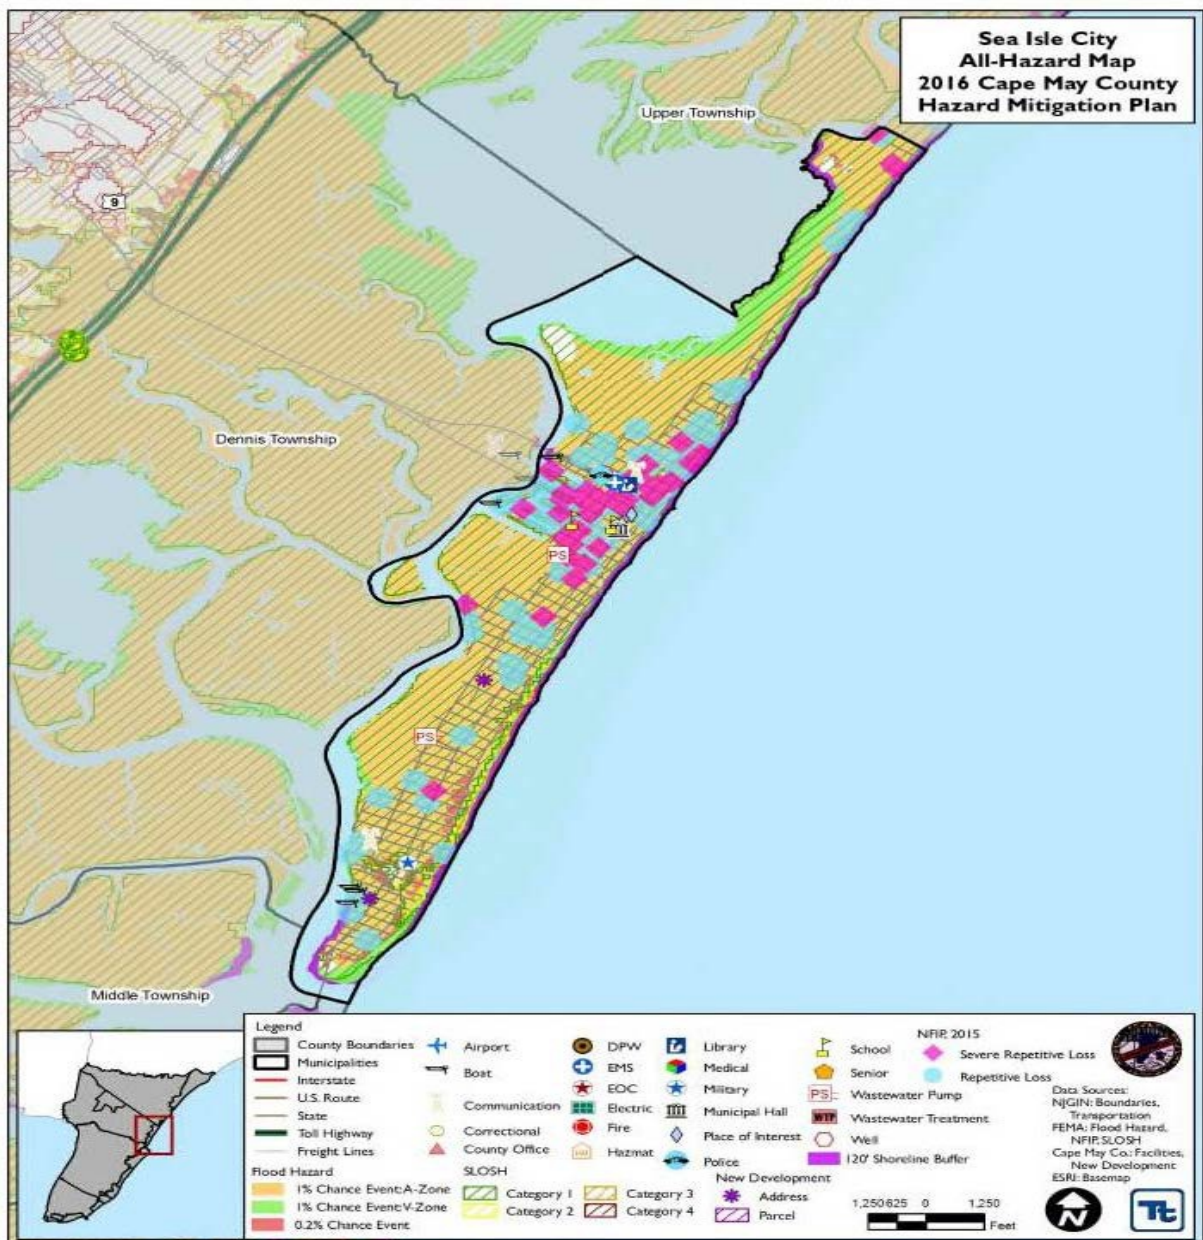 Sea Isle City
All-Hazard Map
2016 Cape May County
Hazard Mitigation Plan
Upper Township
9
Dennis Township
PS
PS
Middle Township
Legend
County Boundaries
Municipalities
Interstate
U.S. Route
State
Toll Highway
Freight Lines
Flood Hazard
1% Chance Event: A-Zone
1% Chance Event: V-Zone
0.2% Chance Event
Airport
Boat
Communication
Correctional
County Office
SLOSH
Category 1
Category 2
Category 3
Category 4
DPW
EMS
EOC
Electric
Fire
Hazmat
Library
Medical
Military
Municipal Hall
Place of Interest
Police
New Development
Address
Parcel
School
Senior
PS Wastewater Pump
WTP Wastewater Treatment
Well
120' Shoreline Buffer
NFIP, 2015
Severe Repetitive Loss
Repetitive Loss
1,250 625 0 1,250
Feet
Data Sources:
NJGIN: Boundaries,
Transportation
FEMA: Flood Hazard,
NFIP, SLOSH
Cape May Co.: Facilities,
New Development
ESRI: Basemap
N
Tt